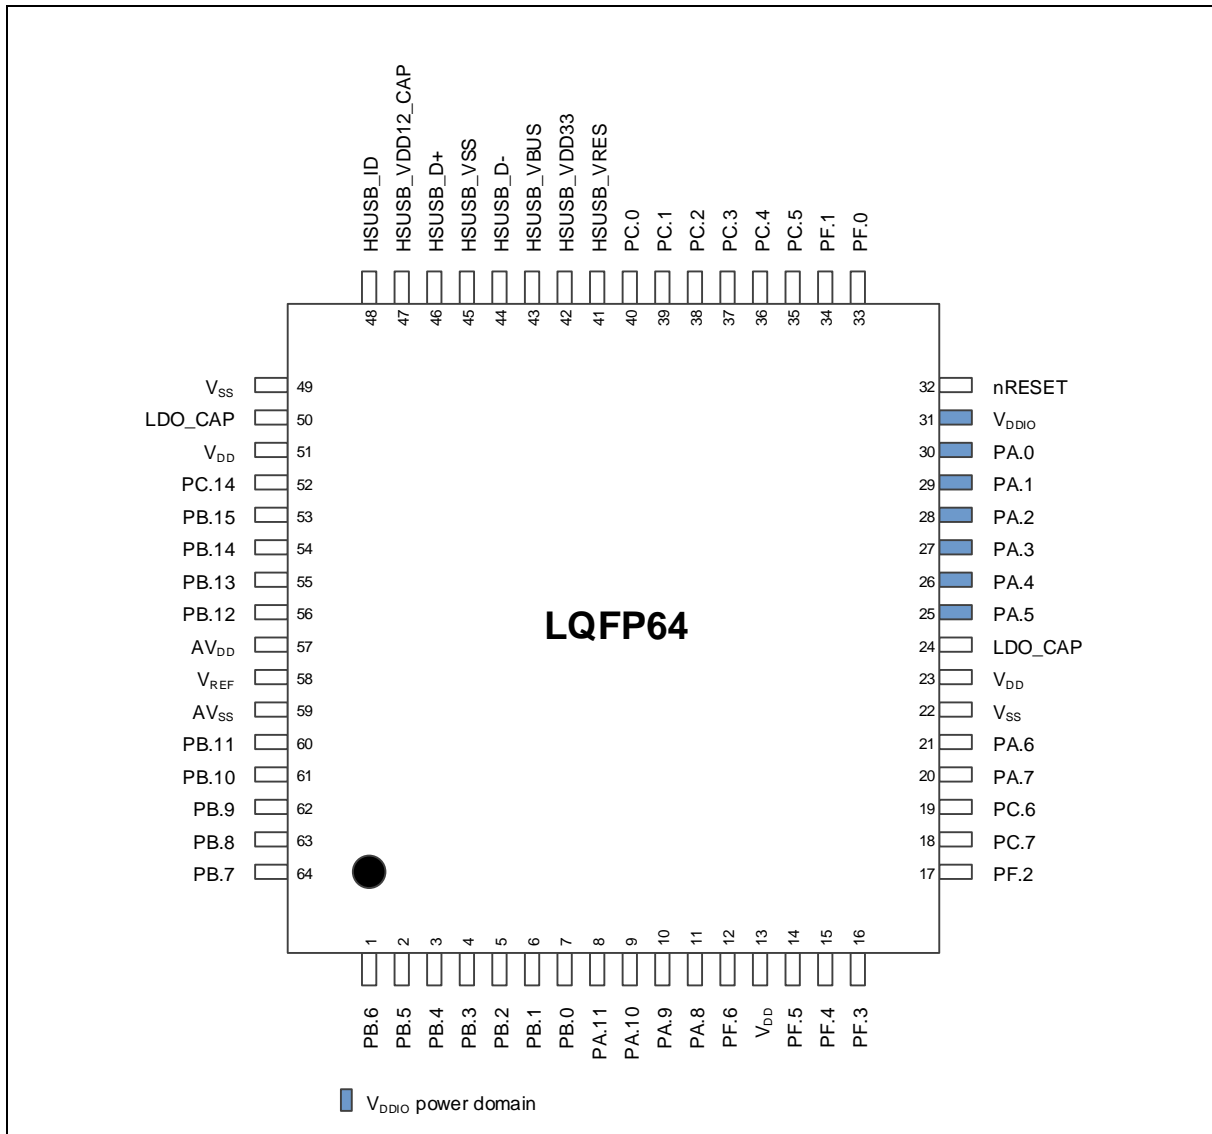 HSUSB_ID
HSUSB_VDD12_CAP
HSUSB_D+
HSUSB_VSS
HSUSB_D-
HSUSB_VBUS
HSUSB_VDD33
HSUSB_VRES
PC.0
PC.1
PC.2
PC.3
PC.4
PC.5
PF.1
PF.0
48 47 46 45 44 43 42 41 40 39 38 37 36 35 34 33
VSS 49 32 nRESET
LDO_CAP 50 31 VDDIO
VDD 51 30 PA.0
PC.14 52 29 PA.1
PB.15 53 28 PA.2
PB.14 54 27 PA.3
PB.13 55 26 PA.4
PB.12 56 25 PA.5
LQFP64
AVDD 57 24 LDO_CAP
VREF 58 23 VDD
AVSS 59 22 VSS
PB.11 60 21 PA.6
PB.10 61 20 PA.7
PB.9 62 19 PC.6
PB.8 63 18 PC.7
PB.7 64 17 PF.2
1 2 3 4 5 6 7 8 9 10 11 12 13 14 15 16
PB.6
PB.5
PB.4
PB.3
PB.2
PB.1
PB.0
PA.11
PA.10
PA.9
PA.8
PF.6
VDD
PF.5
PF.4
PF.3
VDDIO power domain